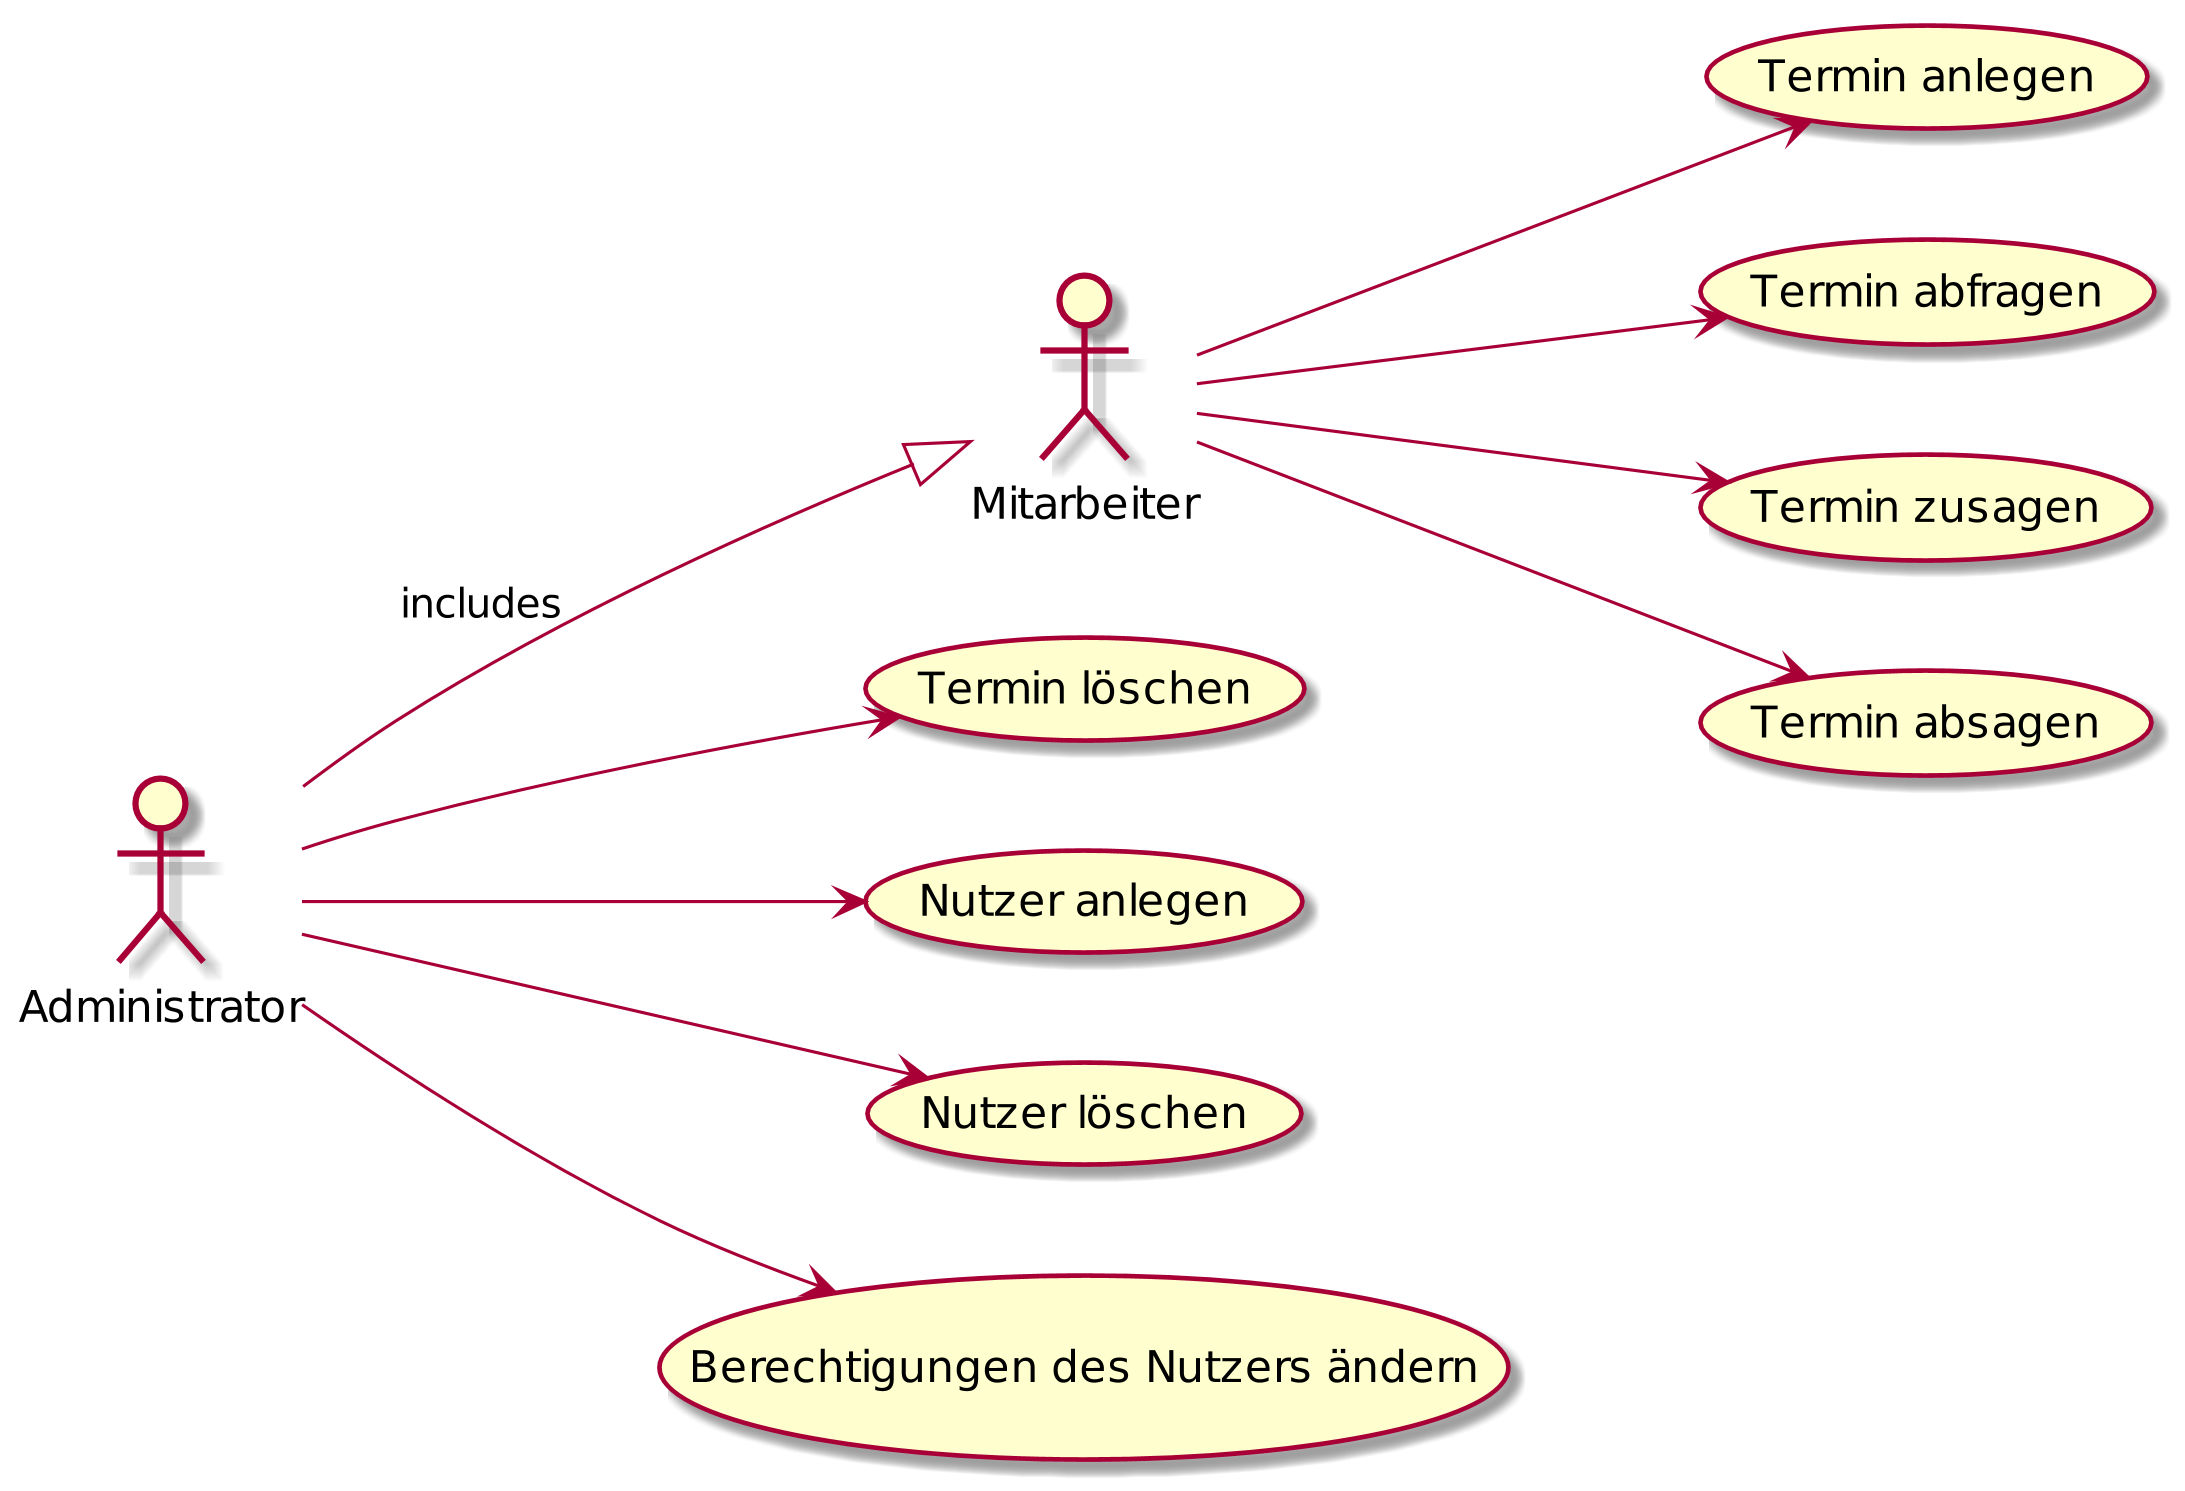 Termin anlegen
Termin abfragen
Mitarbeiter
Termin zusagen
includes
Termin löschen
Termin absagen
Nutzer anlegen
Administrator
Nutzer löschen
Berechtigungen des Nutzers ändern